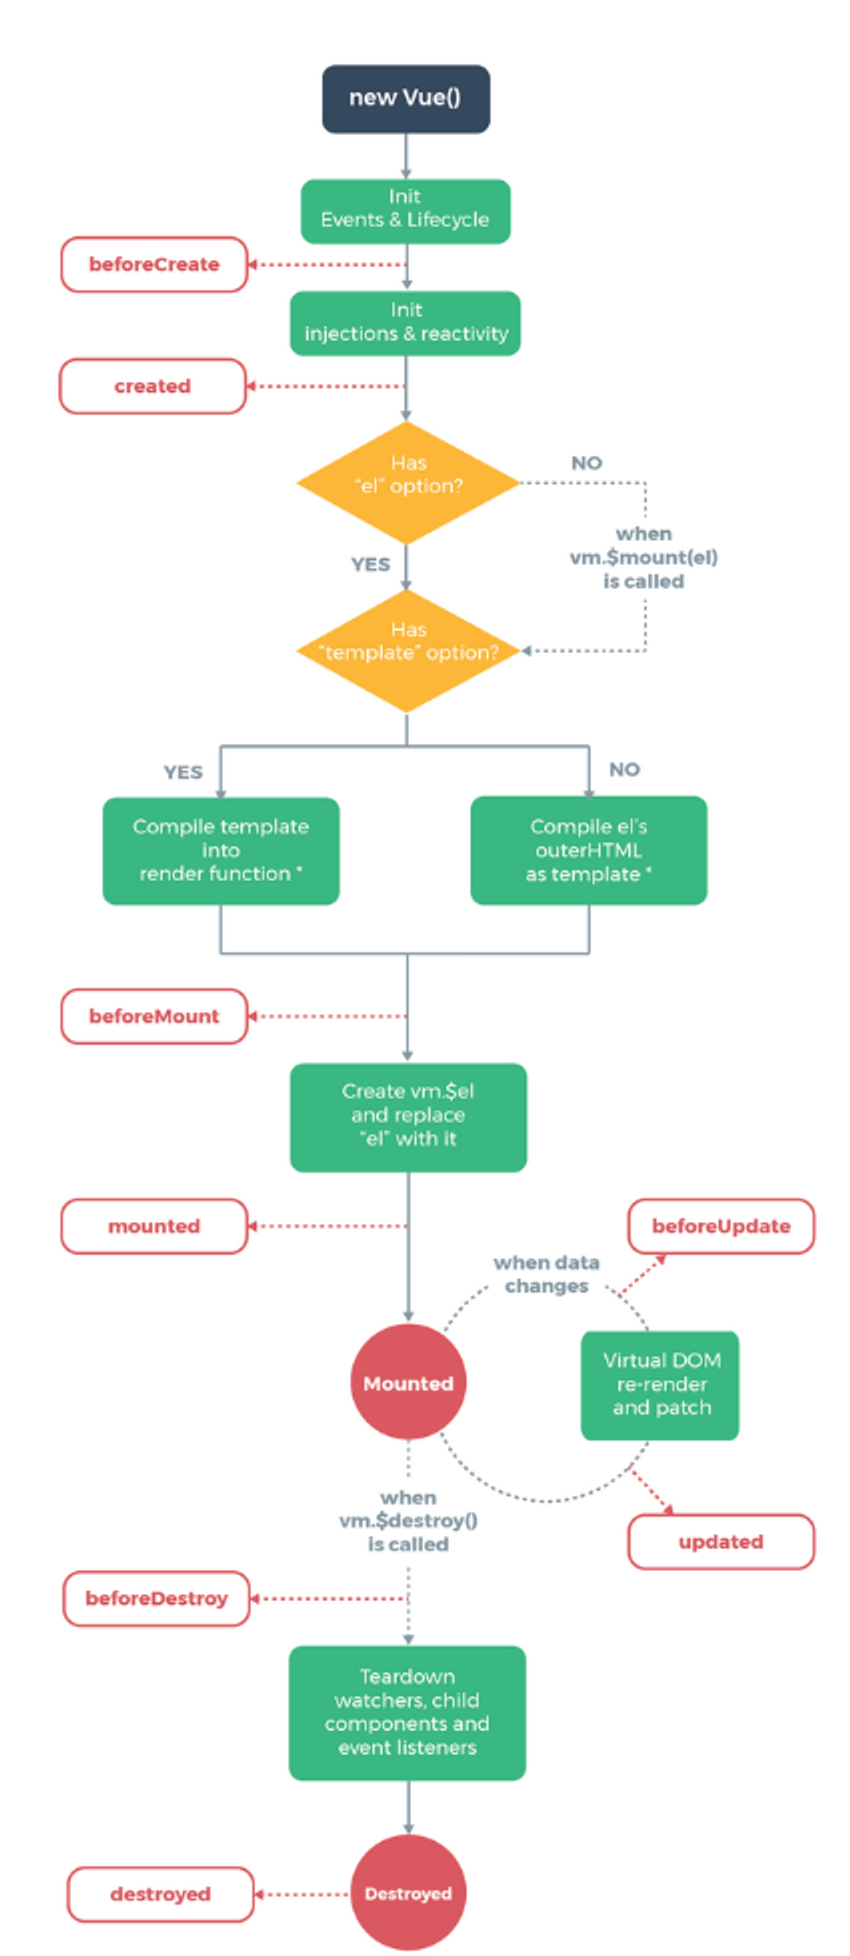 new Vue()
Init
Events & Lifecycle
beforeCreate
Init
injections & reactivity
created
Has
“el” option?
NO
when
vm.$mount(el)
is called
YES
Has
“template” option?
YES
NO
Compile template
into
render function *
Compile el's
outerHTML
as template *
beforeMount
Create vm.$el
and replace
“el” with it
mounted
beforeUpdate
when data
changes
Mounted
Virtual DOM
re-render
and patch
when
vm.$destroy()
is called
updated
beforeDestroy
Teardown
watchers, child
components and
event listeners
destroyed
Destroyed